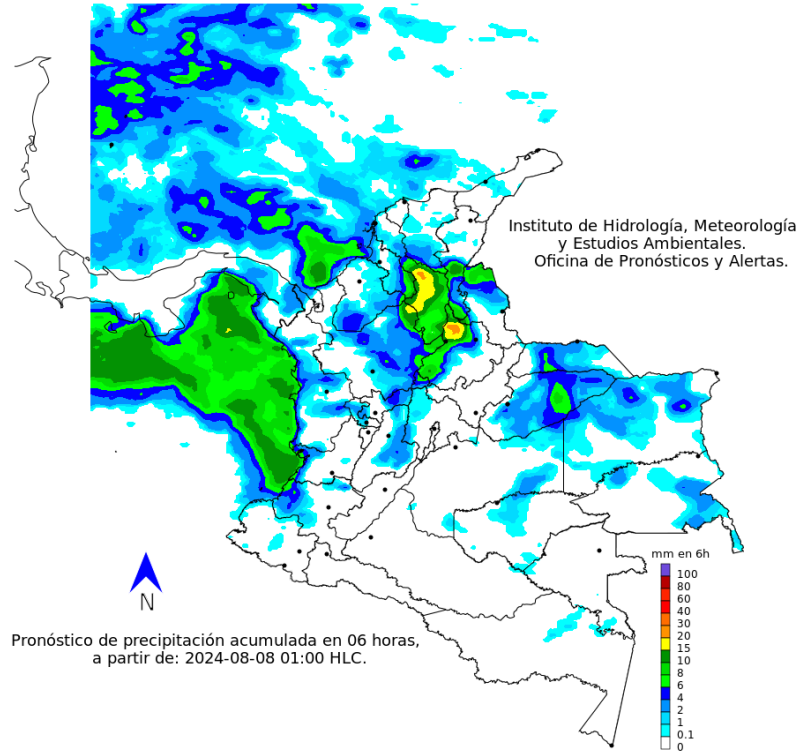 Instituto de Hidrología, Meteorología
y Estudios Ambientales.
Oficina de Pronósticos y Alertas.
mm en 6h
100
80
60
40
30
20
15
10
8
6
4
2
1
0.1
0
N
Pronóstico de precipitación acumulada en 06 horas,
a partir de: 2024-08-08 01:00 HLC.